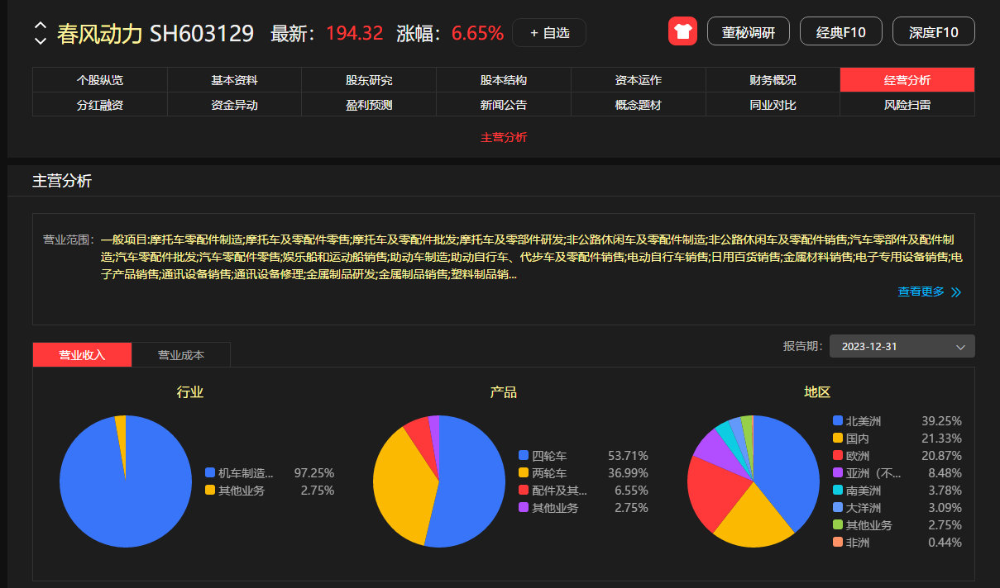 春风动力 SH603129 最新：194.32 涨幅：6.65% + 自选 董秘调研 经典F10 深度F10
个股纵览 基本资料 股东研究 股本结构 资本运作 财务概况 经营分析
分红融资 资金异动 盈利预测 新闻公告 概念题材 同业对比 风险扫雷
主营分析
主营分析
营业范围：一般项目:摩托车零配件制造;摩托车及零配件零售;摩托车及零配件批发;摩托车及零部件研发;非公路休闲车及零配件制造;非公路休闲车及零配件销售;汽车零部件及配件制
造;汽车零配件批发;汽车零配件零售;娱乐船和运动船销售;助动车制造;助动自行车、代步车及零配件销售;电动自行车销售;日用百货销售;金属材料销售;电子专用设备销售;电
子产品销售;通讯设备销售;通讯设备修理;金属制品研发;金属制品销售;塑料制品销...
查看更多
营业收入 营业成本 报告期： 2023-12-31
行业
机车制造... 97.25%
其他业务 2.75%
产品
四轮车 53.71%
两轮车 36.99%
配件及其... 6.55%
其他业务 2.75%
地区
北美洲 39.25%
国内 21.33%
欧洲 20.87%
亚洲（不... 8.48%
南美洲 3.78%
大洋洲 3.09%
其他业务 2.75%
非洲 0.44%